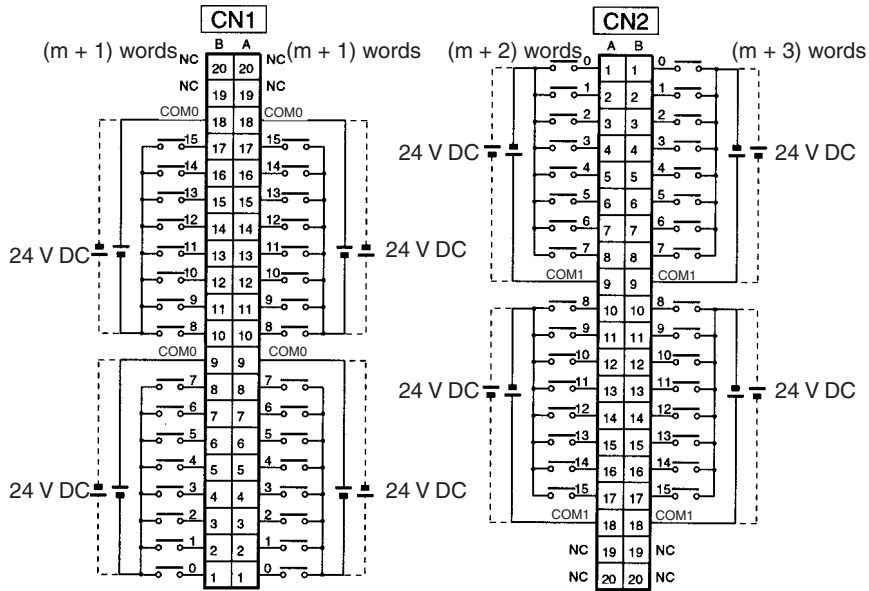 CN1
(m + 1) words B A (m + 1) words
NC 20 20 NC
NC 19 19 NC
COM0 18 18 COM0
15 17 17 15
14 16 16 14
13 15 15 13
12 14 14 12
24 V DC 11 13 13 11 24 V DC
10 12 12 10
9 11 11 9
8 10 10 8
COM0 9 9 COM0
7 8 8 7
6 7 7 6
5 6 6 5
4 5 5 4
24 V DC 3 4 4 3 24 V DC
2 3 3 2
1 2 2 1
0 1 1 0
CN2
(m + 2) words A B (m + 3) words
0 1 1 0
1 2 2 1
2 3 3 2
24 V DC 3 4 4 3 24 V DC
4 5 5 4
5 6 6 5
6 7 7 6
7 8 8 7
COM1 9 9 COM1
8 10 10 8
9 11 11 9
10 12 12 10
24 V DC 11 13 13 11 24 V DC
12 14 14 12
13 15 15 13
14 16 16 14
15 17 17 15
COM1 18 18 COM1
NC 19 19 NC
NC 20 20 NC